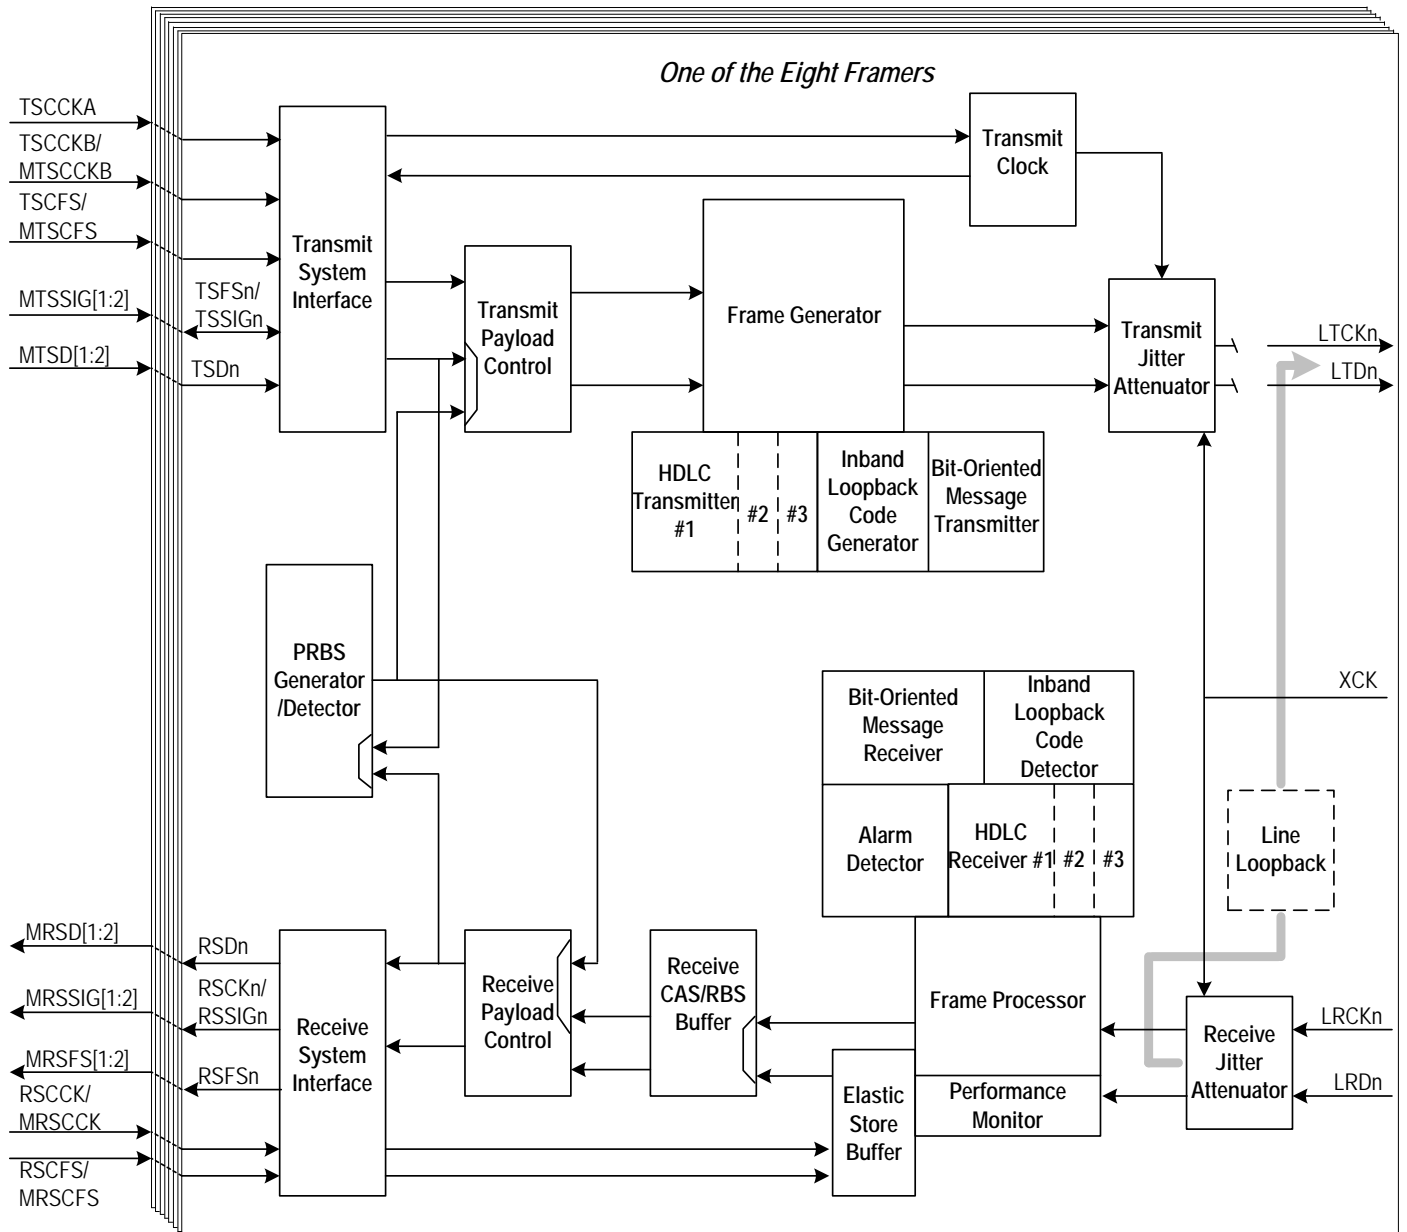 One of the Eight Framers
TSCCKA
TSCCKB/
MTSCCKB
TSCFS/
MTSCFS
MTSSIG[1:2]
MTSD[1:2]
TSFSn/
TSSIGn
TSDn
Transmit
System
Interface
Transmit
Payload
Control
Frame Generator
Transmit
Clock
Transmit
Jitter
Attenuator
LTCKn
LTDn
HDLC
Transmitter
#1
#2
#3
Inband
Loopback
Code
Generator
Bit-Oriented
Message
Transmitter
PRBS
Generator
/Detector
XCK
Bit-Oriented
Message
Receiver
Inband
Loopback
Code
Detector
Alarm
Detector
HDLC
Receiver #1
#2
#3
Line
Loopback
MRSD[1:2]
MRSSIG[1:2]
MRSFS[1:2]
RSCCK/
MRSCCK
RSCFS/
MRSCFS
RSDn
RSCKn/
RSSIGn
RSFSn
Receive
System
Interface
Receive
Payload
Control
Receive
CAS/RBS
Buffer
Elastic
Store
Buffer
Frame Processor
Performance
Monitor
Receive
Jitter
Attenuator
LRCKn
LRDn